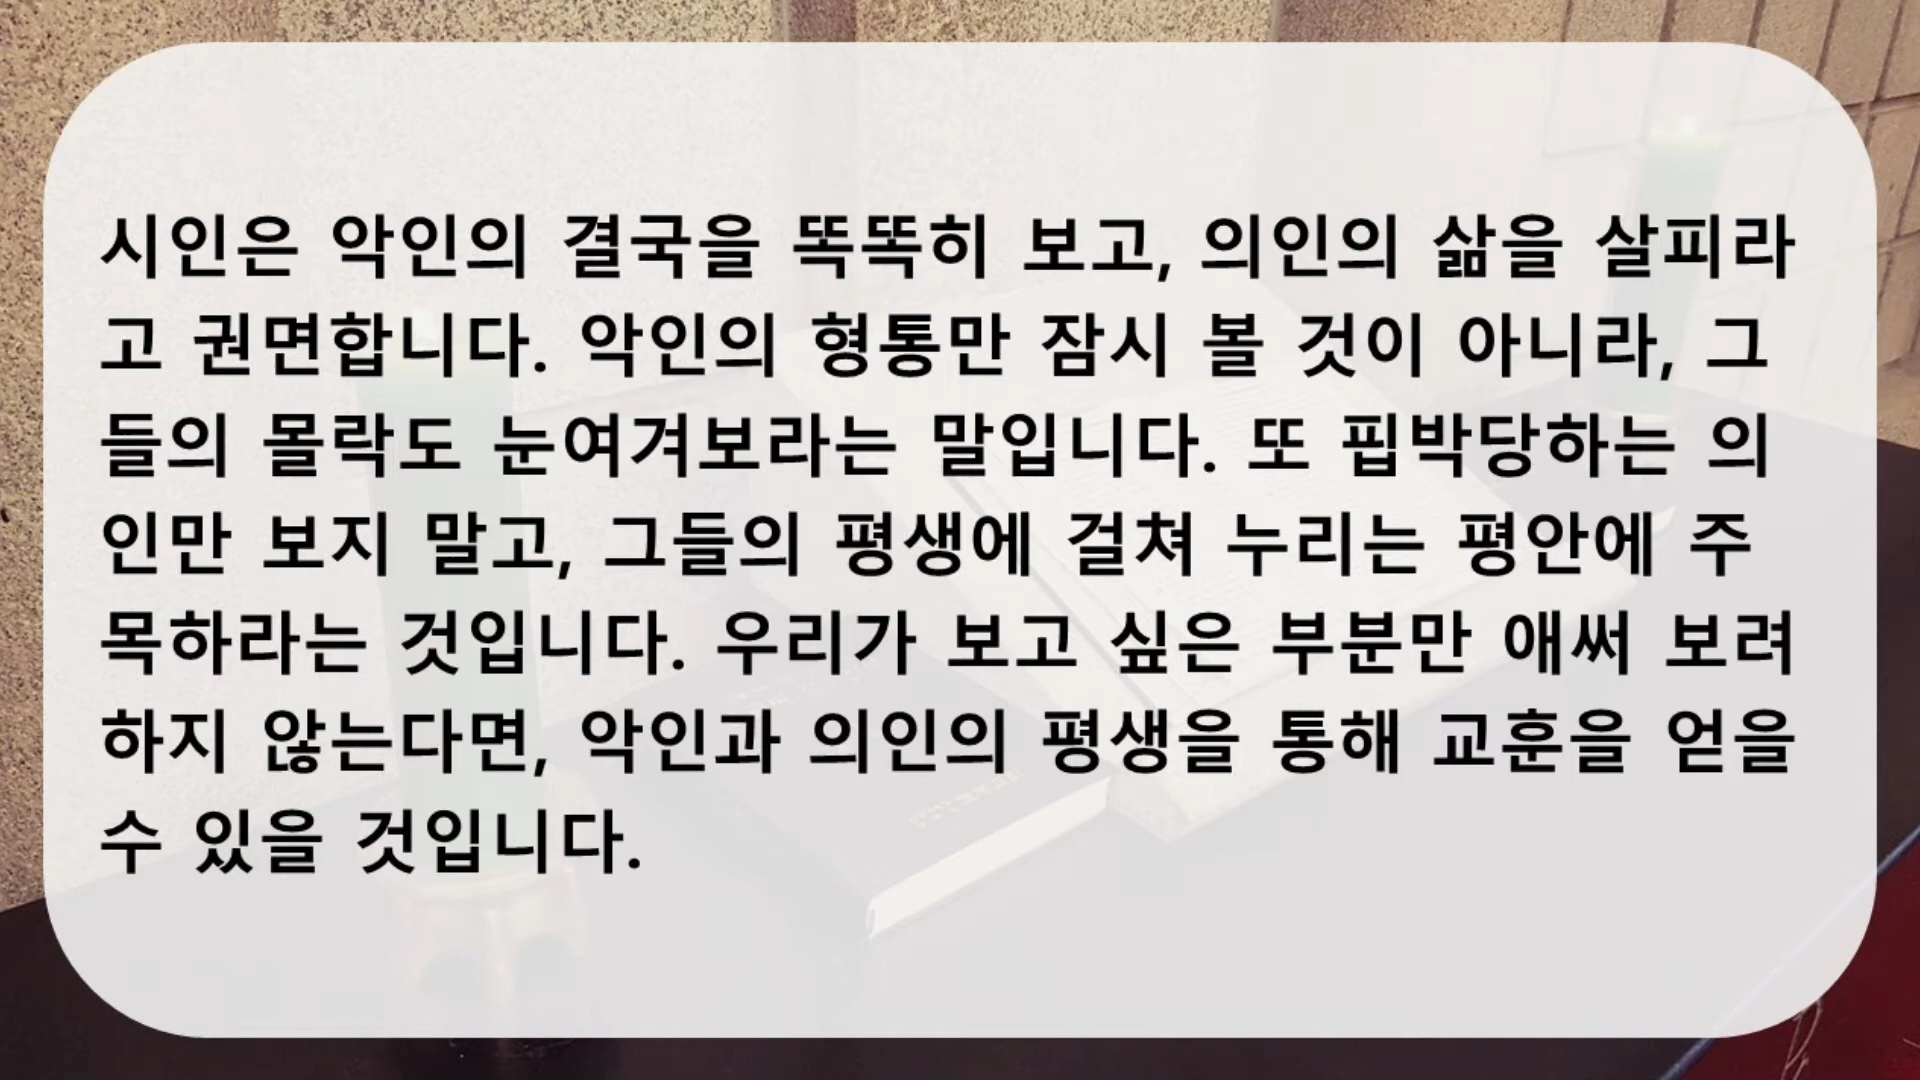 시인은 악인의 결국을 똑똑히 보고, 의인의 삶을 살피라
고 권면합니다. 악인의 형통만 잠시 볼 것이 아니라, 그
들의 몰락도 눈여겨보라는 말입니다. 또 핍박당하는 의
인만 보지 말고, 그들의 평생에 걸쳐 누리는 평안에 주
목하라는 것입니다. 우리가 보고 싶은 부분만 애써 보려
하지 않는다면, 악인과 의인의 평생을 통해 교훈을 얻을
수 있을 것입니다.